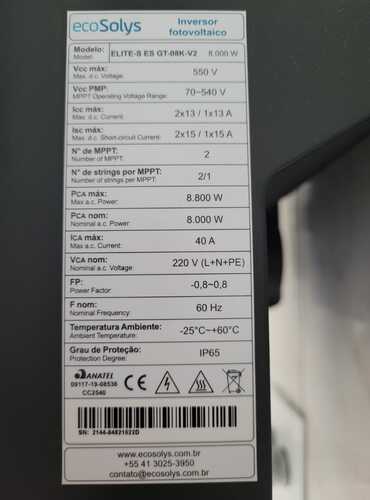 ecoSolys
Inversor
fotovoltaico
Modelo: ELITE-S ES GT-08K-V2 8.000 W
Model:
Vcc máx: 550 V
Max. d.c. Voltage:
Vcc PMP: 70~540 V
MPPT Operating Voltage Range:
Icc máx: 2x13 / 1x13 A
Max. d.c. Current:
Isc máx: 2x15 / 1x15 A
Max. d.c. Short-circuit Current:
N° de MPPT: 2
Number of MPPT:
N° de strings por MPPT: 2/1
Number of strings per MPPT:
PCA máx: 8.800 W
Max a.c. Power:
PCA nom: 8.000 W
Nominal a.c. Power:
ICA máx: 40 A
Max a.c. Current:
VCA nom: 220 V (L+N+PE)
Nominal a.c. Voltage:
FP: -0,8~0,8
Power Factor
F nom: 60 Hz
Nominal Frequency:
Temperatura Ambiente: -25°C~+60°C
Ambient Temperature:
Grau de Proteção: IP65
Protection Degree:
ANATEL
09117-19-08538
CC2540
CE
SN: 2144-84821822D
www.ecosolys.com.br
+55 41 3025-3950
contato@ecosolys.com.br